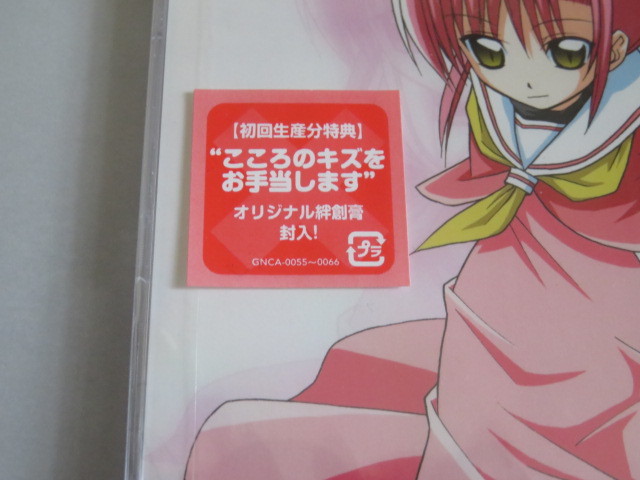 【初回生産分特典】
“こころのキズを
お手当します”
オリジナル絆創膏
封入!
プラ
GNCA-0055〜0066